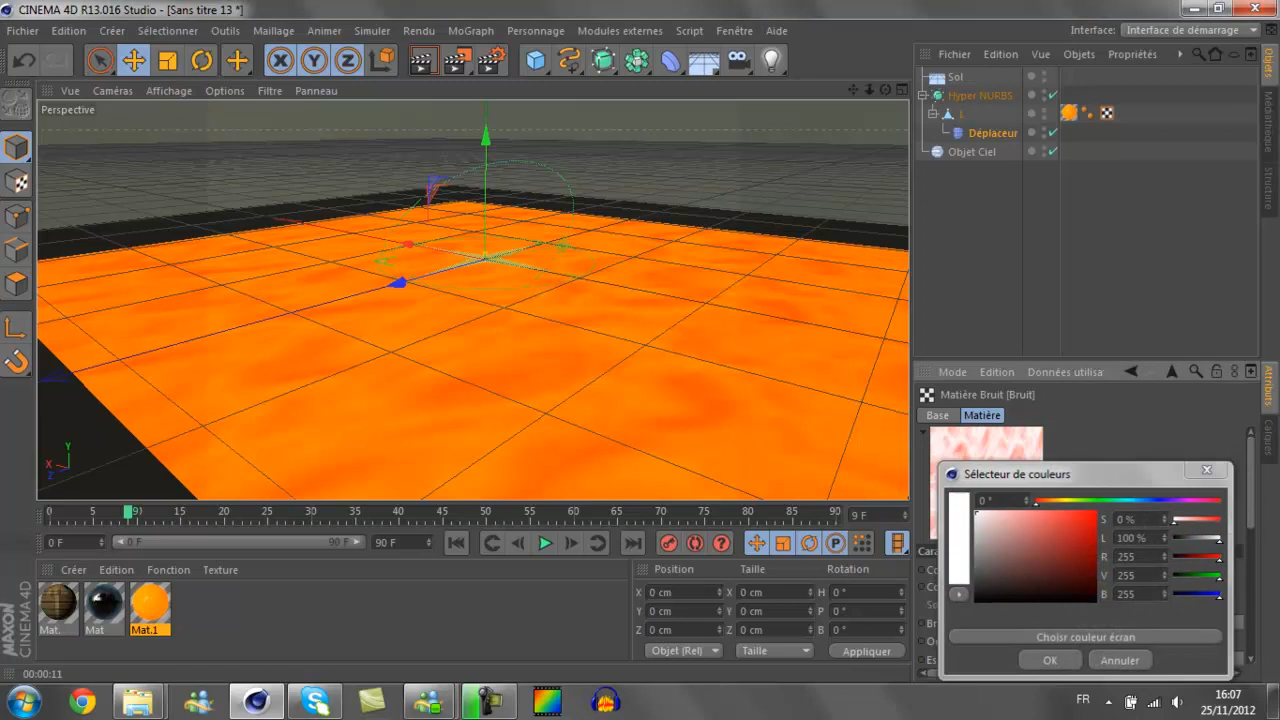 CINEMA 4D R13.016 Studio - [Sans titre 13 *]
Fichier Edition Créer Sélectionner Outils Maillage Animer Simuler Rendu MoGraph Personnage Modules externes Script Fenêtre Aide Interface: Interface de démarrage
Fichier Edition Vue Objets Propriétés
Vue Caméras Affichage Options Filtre Panneau
Perspective
Sol
Hyper NURBS
Déplaceur
Objet Ciel
Objets
Médiathèque
Structure
Mode Edition Données utilisa
Matière Bruit [Bruit]
Base Matière
Attributs
Calques
Sélecteur de couleurs
0 °
S 0 %
L 100 %
R 255
V 255
B 255
Choisr couleur écran
OK Annuler
Y
X
Z
0 5 9 15 20 25 30 35 40 45 50 55 60 65 70 75 80 85 90 9 F
0 F 0 F 90 F 90 F
Créer Edition Fonction Texture
Mat. Mat Mat.1
Position Taille Rotation
X 0 cm X 0 cm H 0 °
Y 0 cm Y 0 cm P 0 °
Z 0 cm Z 0 cm B 0 °
Objet (Rel) Taille Appliquer
MAXON
CINEMA 4D
00:00:11
FR
16:07
25/11/2012